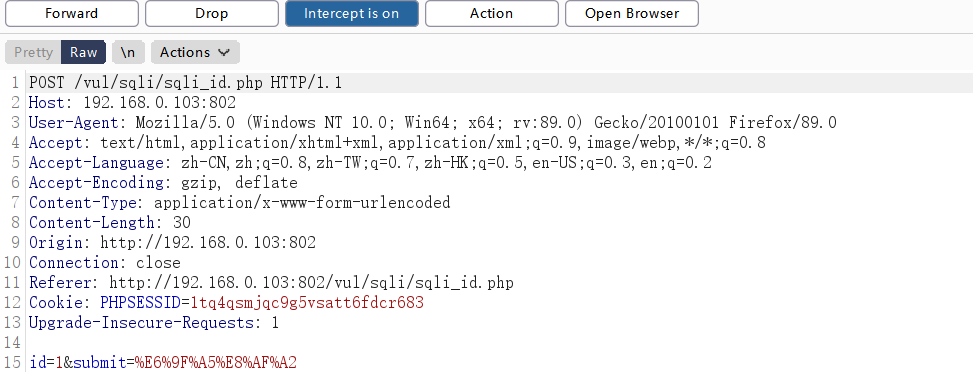 Forward Drop Intercept is on Action Open Browser
Pretty Raw \n Actions
1 POST /vul/sqli/sqli_id.php HTTP/1.1
2 Host: 192.168.0.103:802
3 User-Agent: Mozilla/5.0 (Windows NT 10.0; Win64; x64; rv:89.0) Gecko/20100101 Firefox/89.0
4 Accept: text/html,application/xhtml+xml,application/xml;q=0.9,image/webp,*/*;q=0.8
5 Accept-Language: zh-CN,zh;q=0.8,zh-TW;q=0.7,zh-HK;q=0.5,en-US;q=0.3,en;q=0.2
6 Accept-Encoding: gzip, deflate
7 Content-Type: application/x-www-form-urlencoded
8 Content-Length: 30
9 Origin: http://192.168.0.103:802
10 Connection: close
11 Referer: http://192.168.0.103:802/vul/sqli/sqli_id.php
12 Cookie: PHPSESSID=1tq4qsmjqc9g5vsatt6fdcr683
13 Upgrade-Insecure-Requests: 1
14
15 id=1&submit=%E6%9F%A5%E8%AF%A2